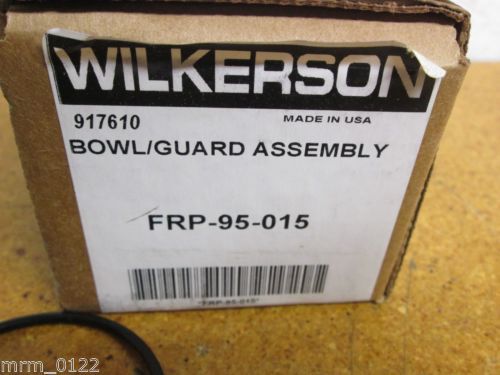 WILKERSON
917610 MADE IN USA
BOWL/GUARD ASSEMBLY
FRP-95-015
*FRP-95-015*
mrm_0122